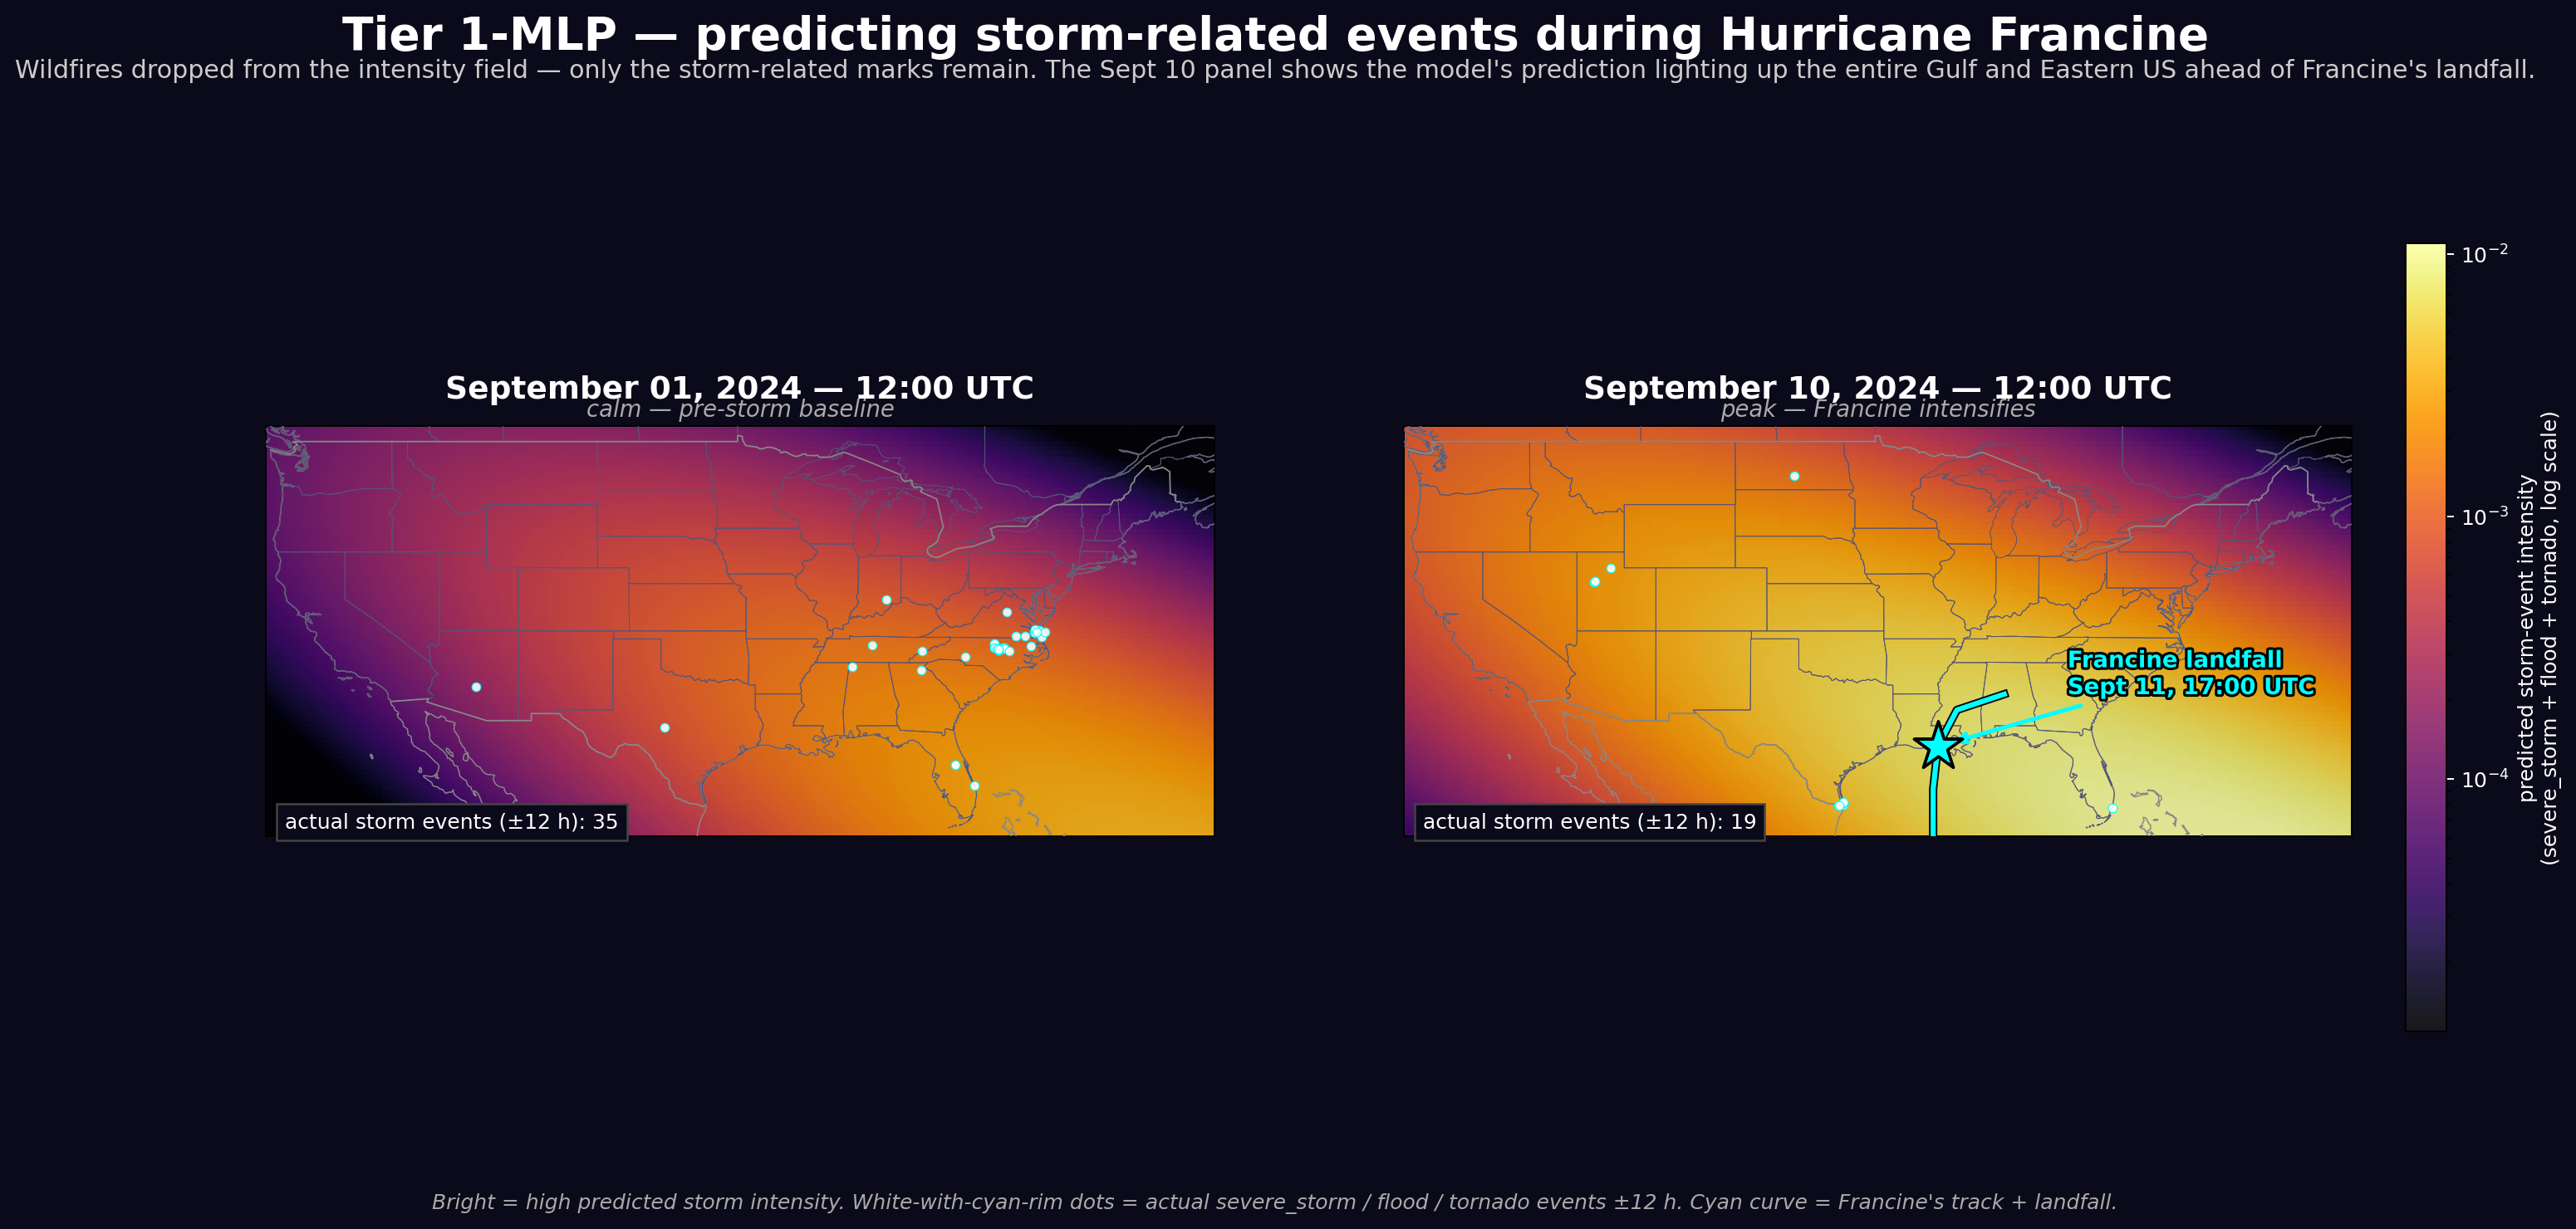 Tier 1-MLP — predicting storm-related events during Hurricane Francine
Wildfires dropped from the intensity field — only the storm-related marks remain. The Sept 10 panel shows the model's prediction lighting up the entire Gulf and Eastern US ahead of Francine's landfall.
September 01, 2024 — 12:00 UTC
calm — pre-storm baseline
actual storm events (±12 h): 35
September 10, 2024 — 12:00 UTC
peak — Francine intensifies
Francine landfall
Sept 11, 17:00 UTC
actual storm events (±12 h): 19
10⁻²
10⁻³
10⁻⁴
predicted storm-event intensity
(severe_storm + flood + tornado, log scale)
Bright = high predicted storm intensity. White-with-cyan-rim dots = actual severe_storm / flood / tornado events ±12 h. Cyan curve = Francine's track + landfall.